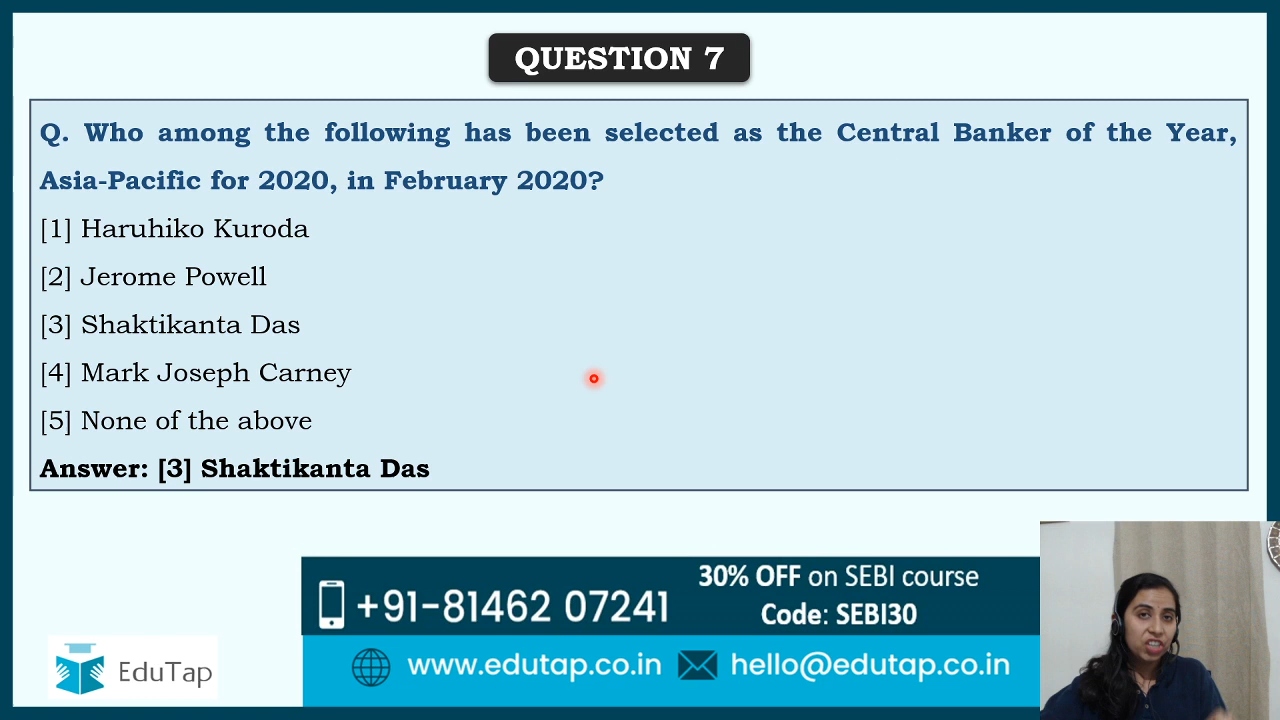 QUESTION 7
Q. Who among the following has been selected as the Central Banker of the Year,
Asia-Pacific for 2020, in February 2020?
[1] Haruhiko Kuroda
[2] Jerome Powell
[3] Shaktikanta Das
[4] Mark Joseph Carney
[5] None of the above
Answer: [3] Shaktikanta Das
30% OFF on SEBI course
+91-81462 07241
Code: SEBI30
www.edutap.co.in hello@edutap.co.in
EduTap